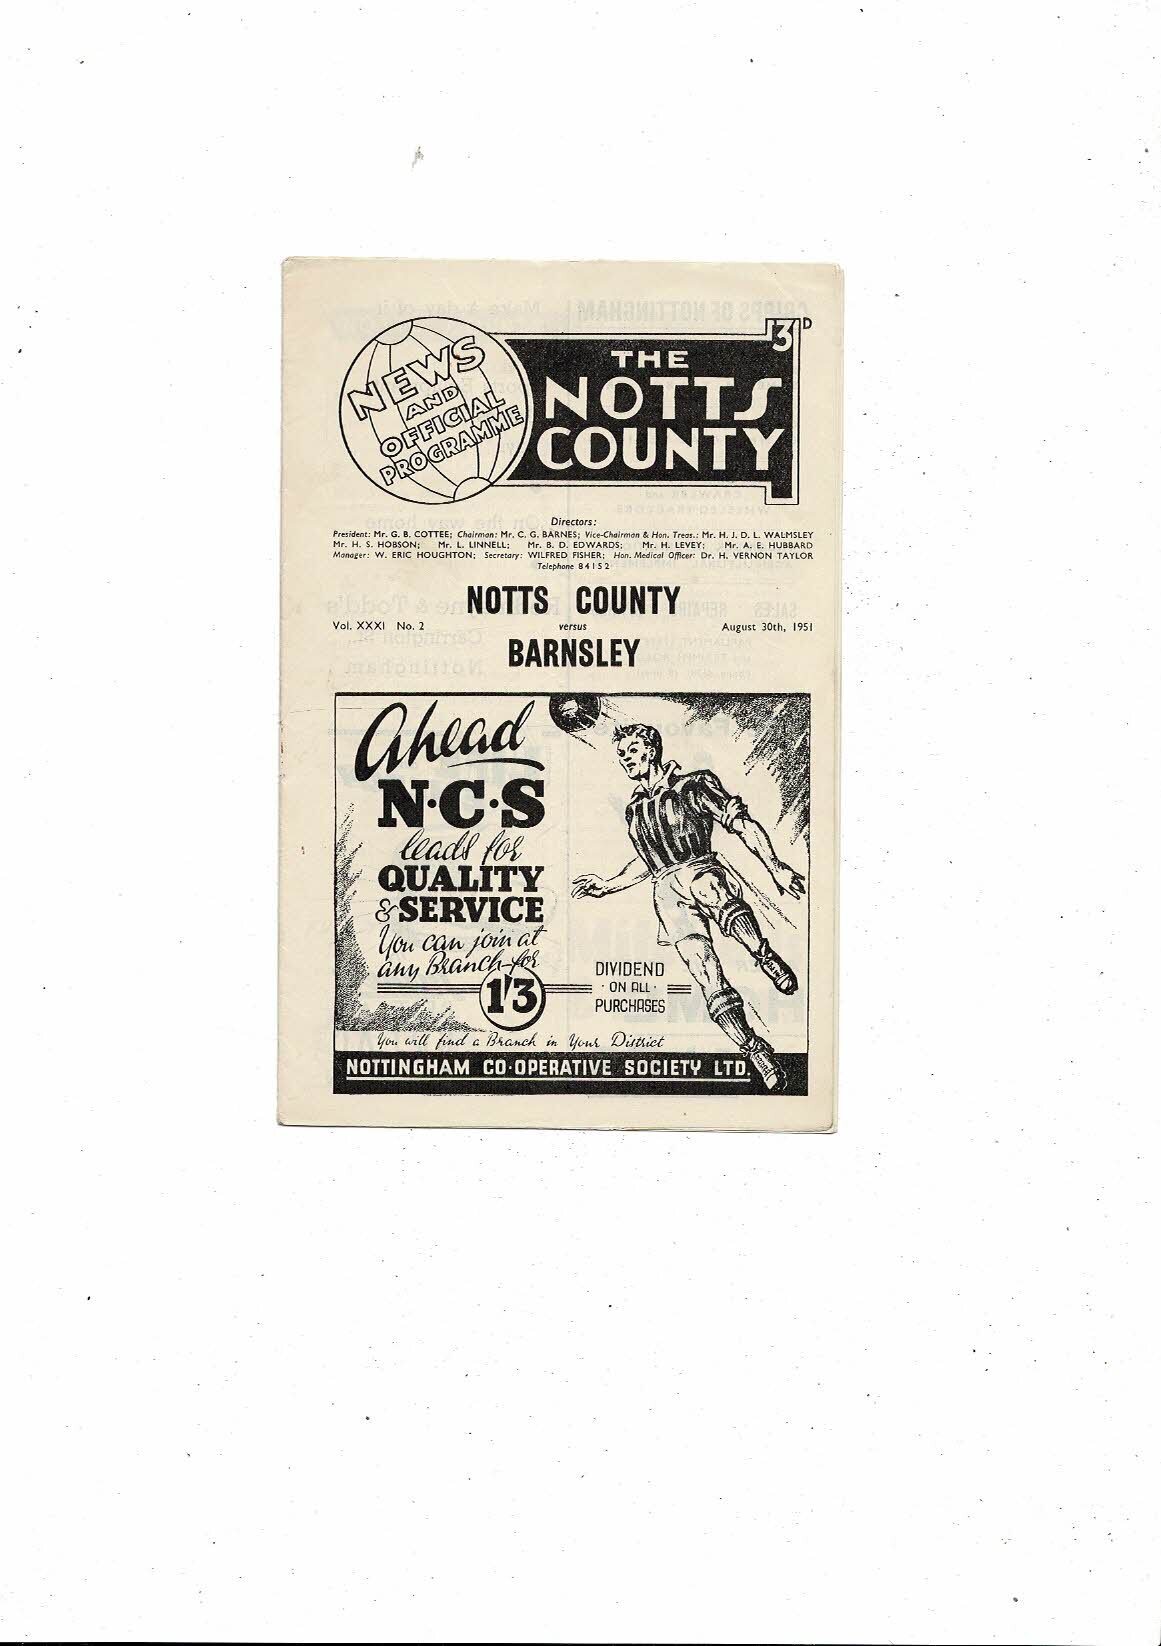 NEWS
AND
OFFICIAL
PROGRAMME
3D
THE
NOTTS
COUNTY
Directors:
President: Mr. G. B. COTTEE; Chairman: Mr. C. G. BARNES; Vice-Chairman & Hon. Treas.: Mr. H. J. D. L. WALMSLEY
Mr. H. S. HOBSON; Mr. L. LINNELL; Mr. B. D. EDWARDS; Mr. H. LEVEY; Mr. A. E. HUBBARD
Manager: W. ERIC HOUGHTON; Secretary: WILFRED FISHER; Hon. Medical Officer: Dr. H. VERNON TAYLOR
Telephone 84152
NOTTS COUNTY
Vol. XXXI No. 2 versus August 30th, 1951
BARNSLEY
Ahead
N·C·S
leads for
QUALITY
& SERVICE
You can join at
any Branch for
1'3
DIVIDEND
· ON ALL ·
PURCHASES
NCS
You will find a Branch in Your District
NOTTINGHAM CO·OPERATIVE SOCIETY LTD.